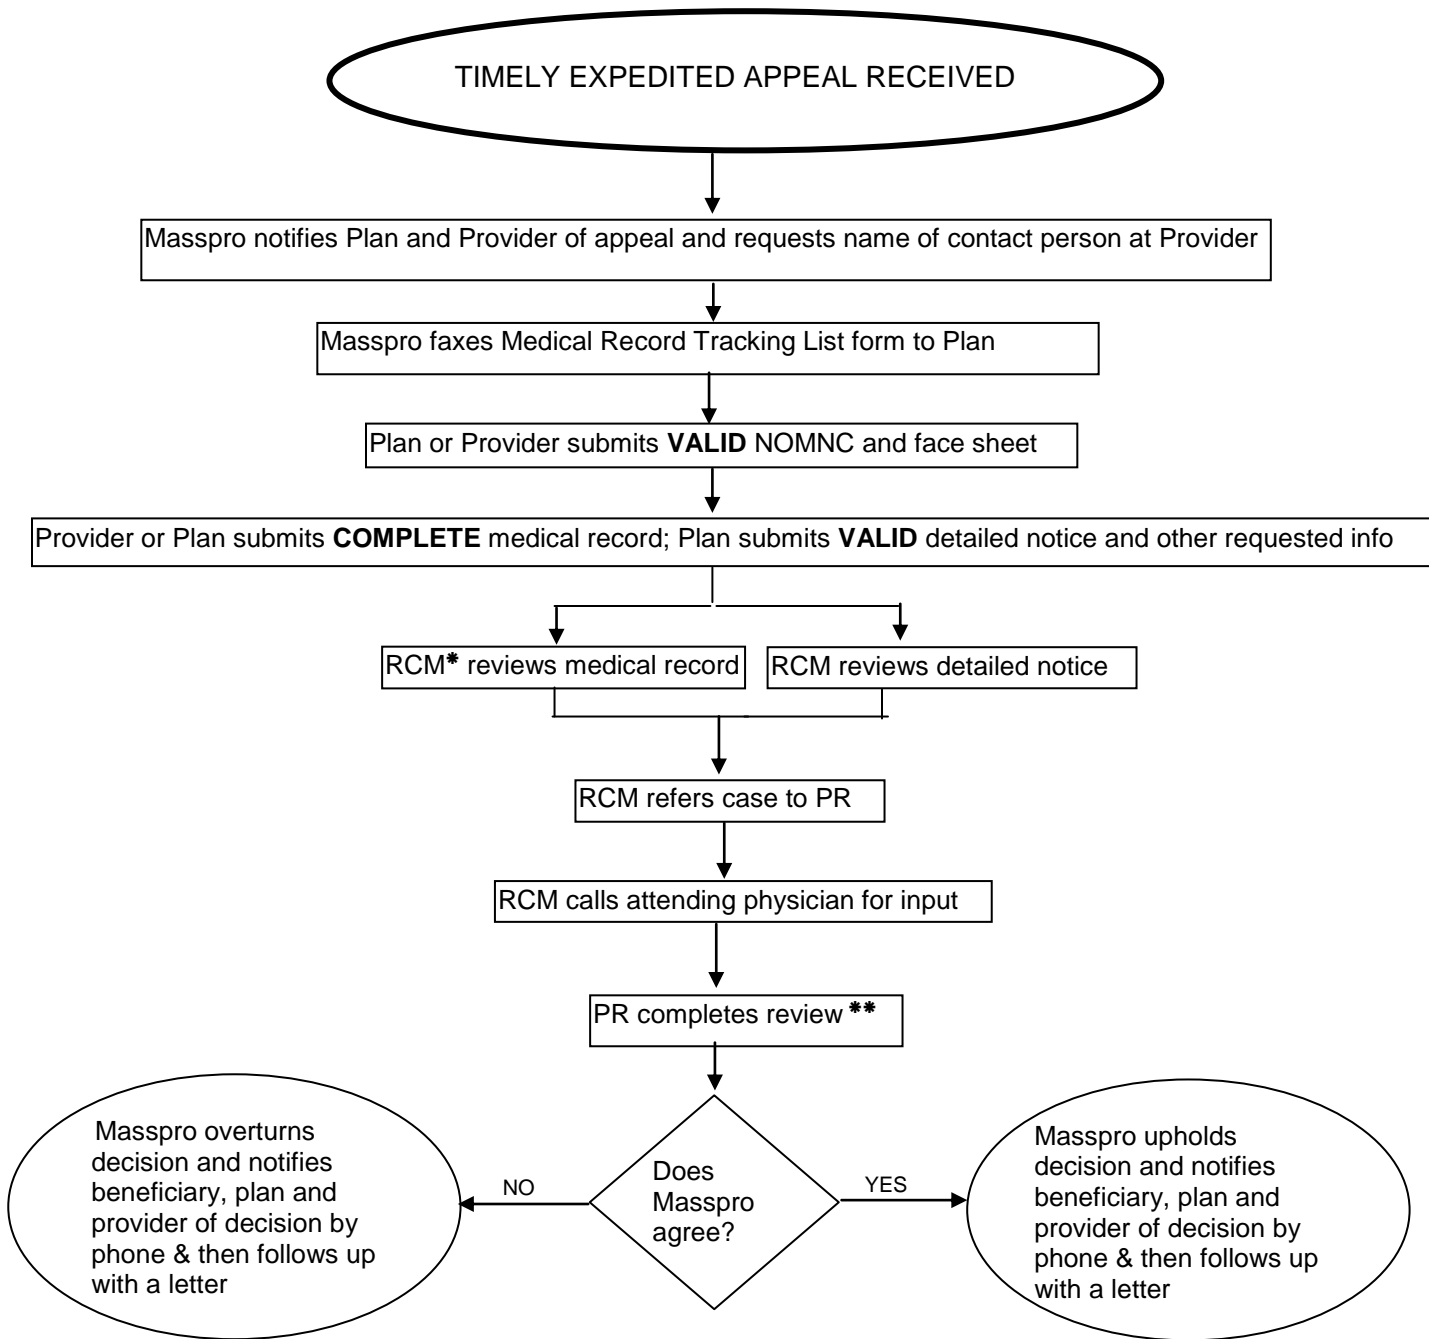 TIMELY EXPEDITED APPEAL RECEIVED
Masspro notifies Plan and Provider of appeal and requests name of contact person at Provider
Masspro faxes Medical Record Tracking List form to Plan
Plan or Provider submits VALID NOMNC and face sheet
Provider or Plan submits COMPLETE medical record; Plan submits VALID detailed notice and other requested info
RCM* reviews medical record
RCM reviews detailed notice
RCM refers case to PR
RCM calls attending physician for input
PR completes review **
Masspro overturns
decision and notifies
beneficiary, plan and
provider of decision by
phone & then follows up
with a letter
NO
Does
Masspro
agree?
YES
Masspro upholds
decision and notifies
beneficiary, plan and
provider of decision by
phone & then follows up
with a letter